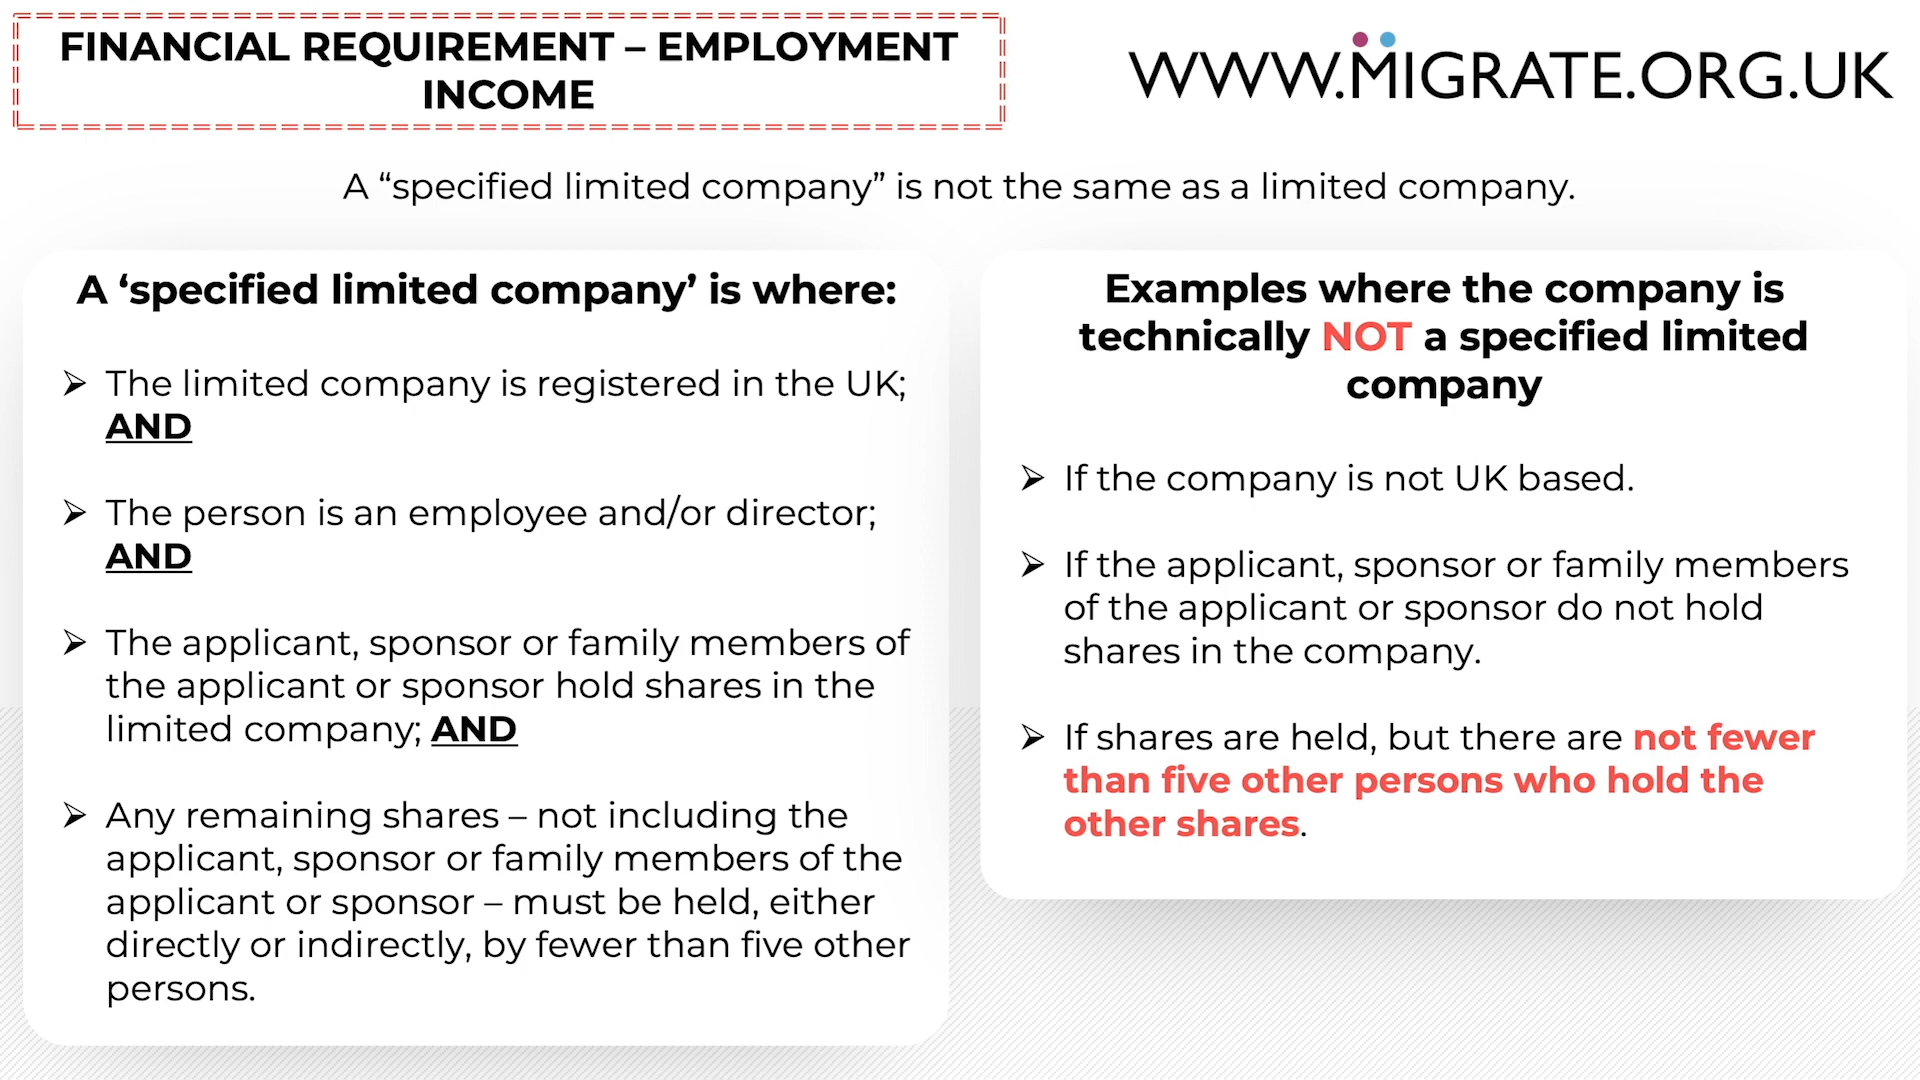 FINANCIAL REQUIREMENT – EMPLOYMENT
INCOME
WWW.MIGRATE.ORG.UK
A “specified limited company” is not the same as a limited company.
A ‘specified limited company’ is where:
➢ The limited company is registered in the UK;
AND
➢ The person is an employee and/or director;
AND
➢ The applicant, sponsor or family members of
the applicant or sponsor hold shares in the
limited company; AND
➢ Any remaining shares – not including the
applicant, sponsor or family members of the
applicant or sponsor – must be held, either
directly or indirectly, by fewer than five other
persons.
Examples where the company is
technically NOT a specified limited
company
➢ If the company is not UK based.
➢ If the applicant, sponsor or family members
of the applicant or sponsor do not hold
shares in the company.
➢ If shares are held, but there are not fewer
than five other persons who hold the
other shares.